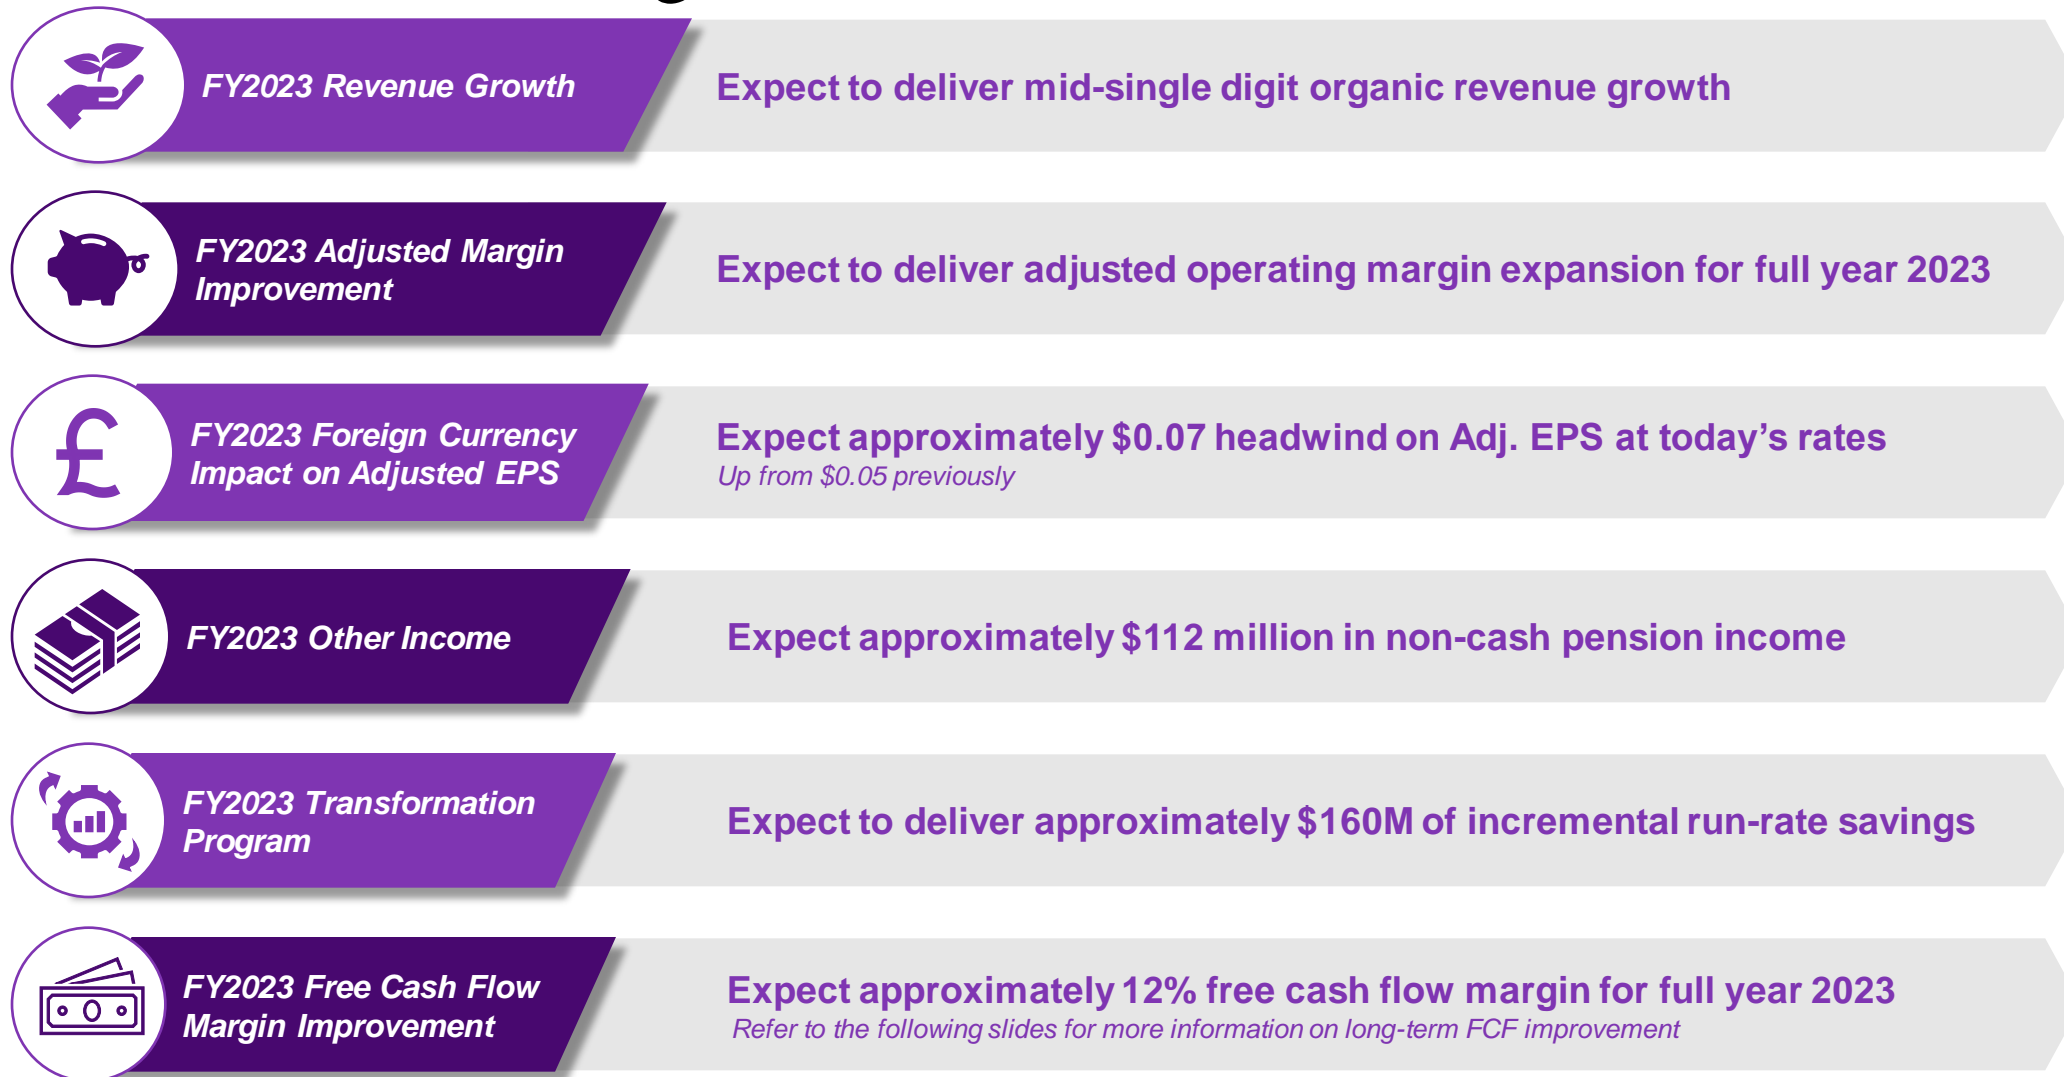 FY2023 Revenue Growth
Expect to deliver mid-single digit organic revenue growth
FY2023 Adjusted Margin
Improvement
Expect to deliver adjusted operating margin expansion for full year 2023
£
FY2023 Foreign Currency
Impact on Adjusted EPS
Expect approximately $0.07 headwind on Adj. EPS at today’s rates
Up from $0.05 previously
FY2023 Other Income
Expect approximately $112 million in non-cash pension income
FY2023 Transformation
Program
Expect to deliver approximately $160M of incremental run-rate savings
FY2023 Free Cash Flow
Margin Improvement
Expect approximately 12% free cash flow margin for full year 2023
Refer to the following slides for more information on long-term FCF improvement